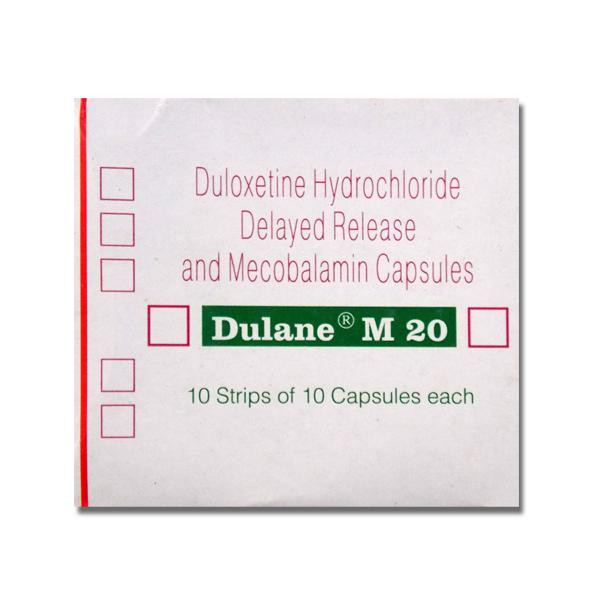 Duloxetine Hydrochloride
Delayed Release
and Mecobalamin Capsules
Dulane® M 20
10 Strips of 10 Capsules each